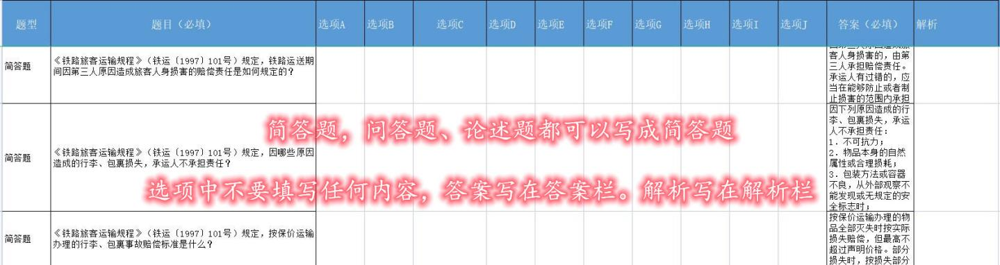 题型 题目（必填） 选项A 选项B 选项C 选项D 选项E 选项F 选项G 选项H 选项I 选项J 答案（必填） 解析
简答题
《铁路旅客运输规程》（铁运〔1997〕101号）规定，铁路运送期
间因第三人原因造成旅客人身损害的赔偿责任是如何规定的？
客人身损害的，由第
三人承担赔偿责任。
承运人有过错的，应
当在能够防止或者制
止损害的范围内承担
简答题，问答题、论述题都可以写成简答题
简答题
《铁路旅客运输规程》（铁运〔1997〕101号）规定，因哪些原因
造成的行李、包裹损失，承运人不承担责任？
因下列原因造成的行
李、包裹损失，承运
人不承担责任：
1．不可抗力；
2．物品本身的自然
属性或合理损耗；
3．包装方法或容器
不良，从外部观察不
能发现或无规定的安
全标志时；
选项中不要填写任何内容，答案写在答案栏。解析写在解析栏
简答题
《铁路旅客运输规程》（铁运〔1997〕101号）规定，按保价运输
办理的行李、包裹事故赔偿标准是什么？
按保价运输办理的物
品全部灭失时按实际
损失赔偿，但最高不
超过声明价格。部分
损失时，按损失部分